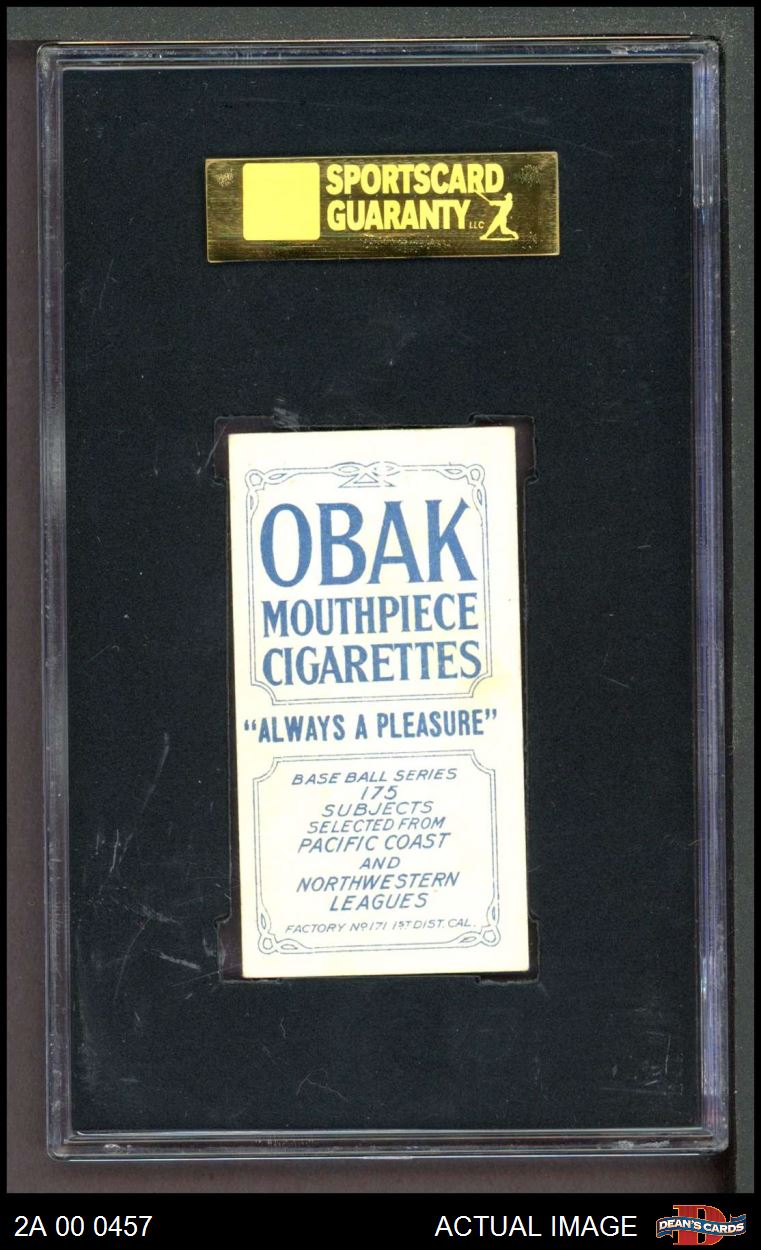 SPORTSCARD
GUARANTY LLC
OBAK
MOUTHPIECE
CIGARETTES
"ALWAYS A PLEASURE"
BASE BALL SERIES
175
SUBJECTS
SELECTED FROM
PACIFIC COAST
AND
NORTHWESTERN
LEAGUES
FACTORY Nº 171 1ST DIST. CAL.
2A 00 0457
ACTUAL IMAGE
DEAN'S CARDS